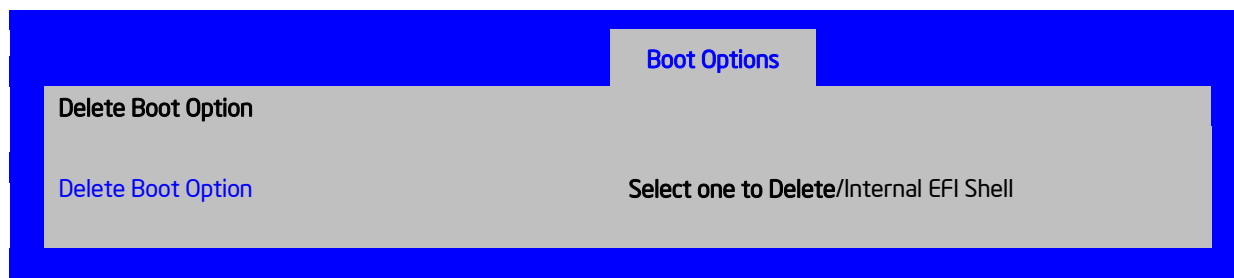 Boot Options
Delete Boot Option
Delete Boot Option Select one to Delete/Internal EFI Shell